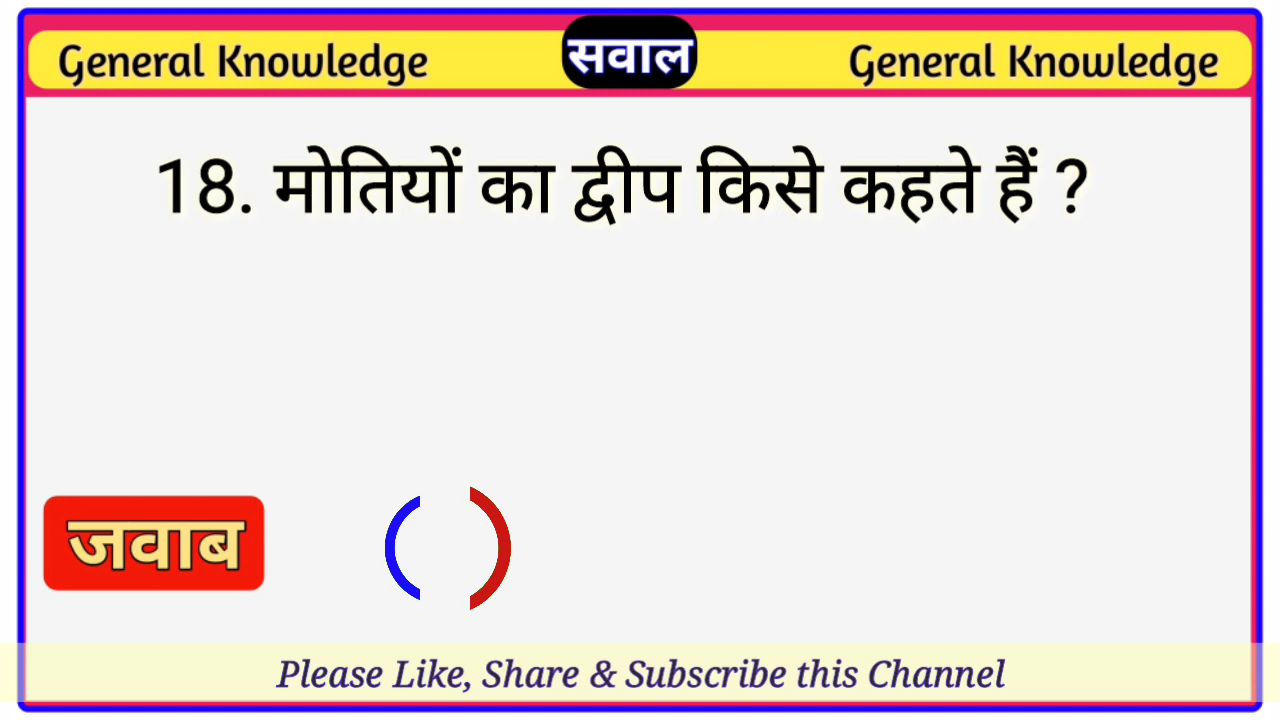 General Knowledge सवाल General Knowledge
18. मोतियों का द्वीप किसे कहते हैं ?
जवाब
Please Like, Share & Subscribe this Channel